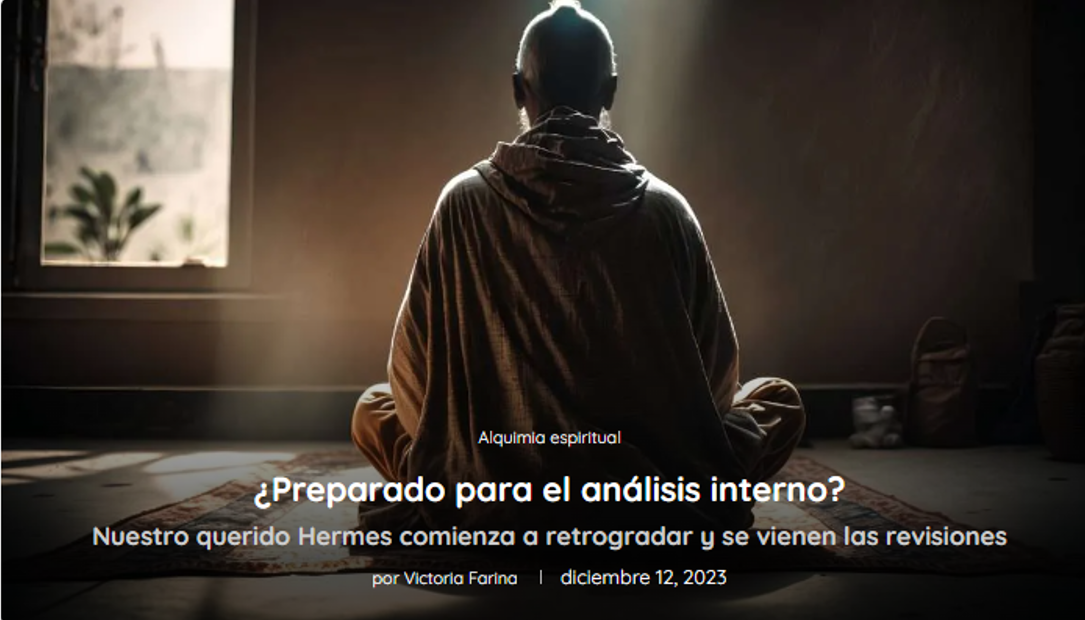 Alquimia espiritual
¿Preparado para el análisis interno?
Nuestro querido Hermes comienza a retrogradar y se vienen las revisiones
por Victoria Farina | diciembre 12, 2023